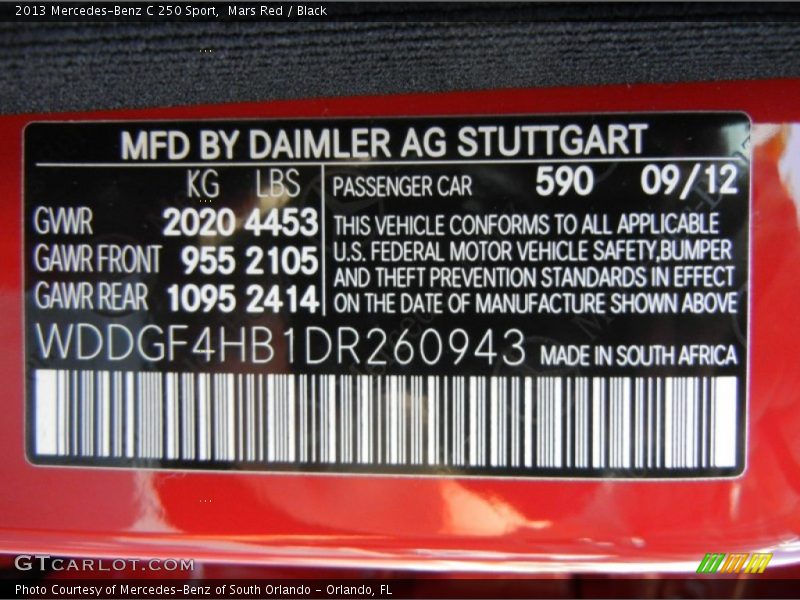 2013 Mercedes-Benz C 250 Sport,  Mars Red / Black
MFD BY DAIMLER AG STUTTGART
KG LBS
GVWR 2020 4453
GAWR FRONT 955 2105
GAWR REAR 1095 2414
PASSENGER CAR 590 09/12
THIS VEHICLE CONFORMS TO ALL APPLICABLE
U.S. FEDERAL MOTOR VEHICLE SAFETY,BUMPER
AND THEFT PREVENTION STANDARDS IN EFFECT
ON THE DATE OF MANUFACTURE SHOWN ABOVE
WDDGF4HB1DR260943 MADE IN SOUTH AFRICA
GTCARLOT.COM
Photo Courtesy of Mercedes-Benz of South Orlando - Orlando, FL